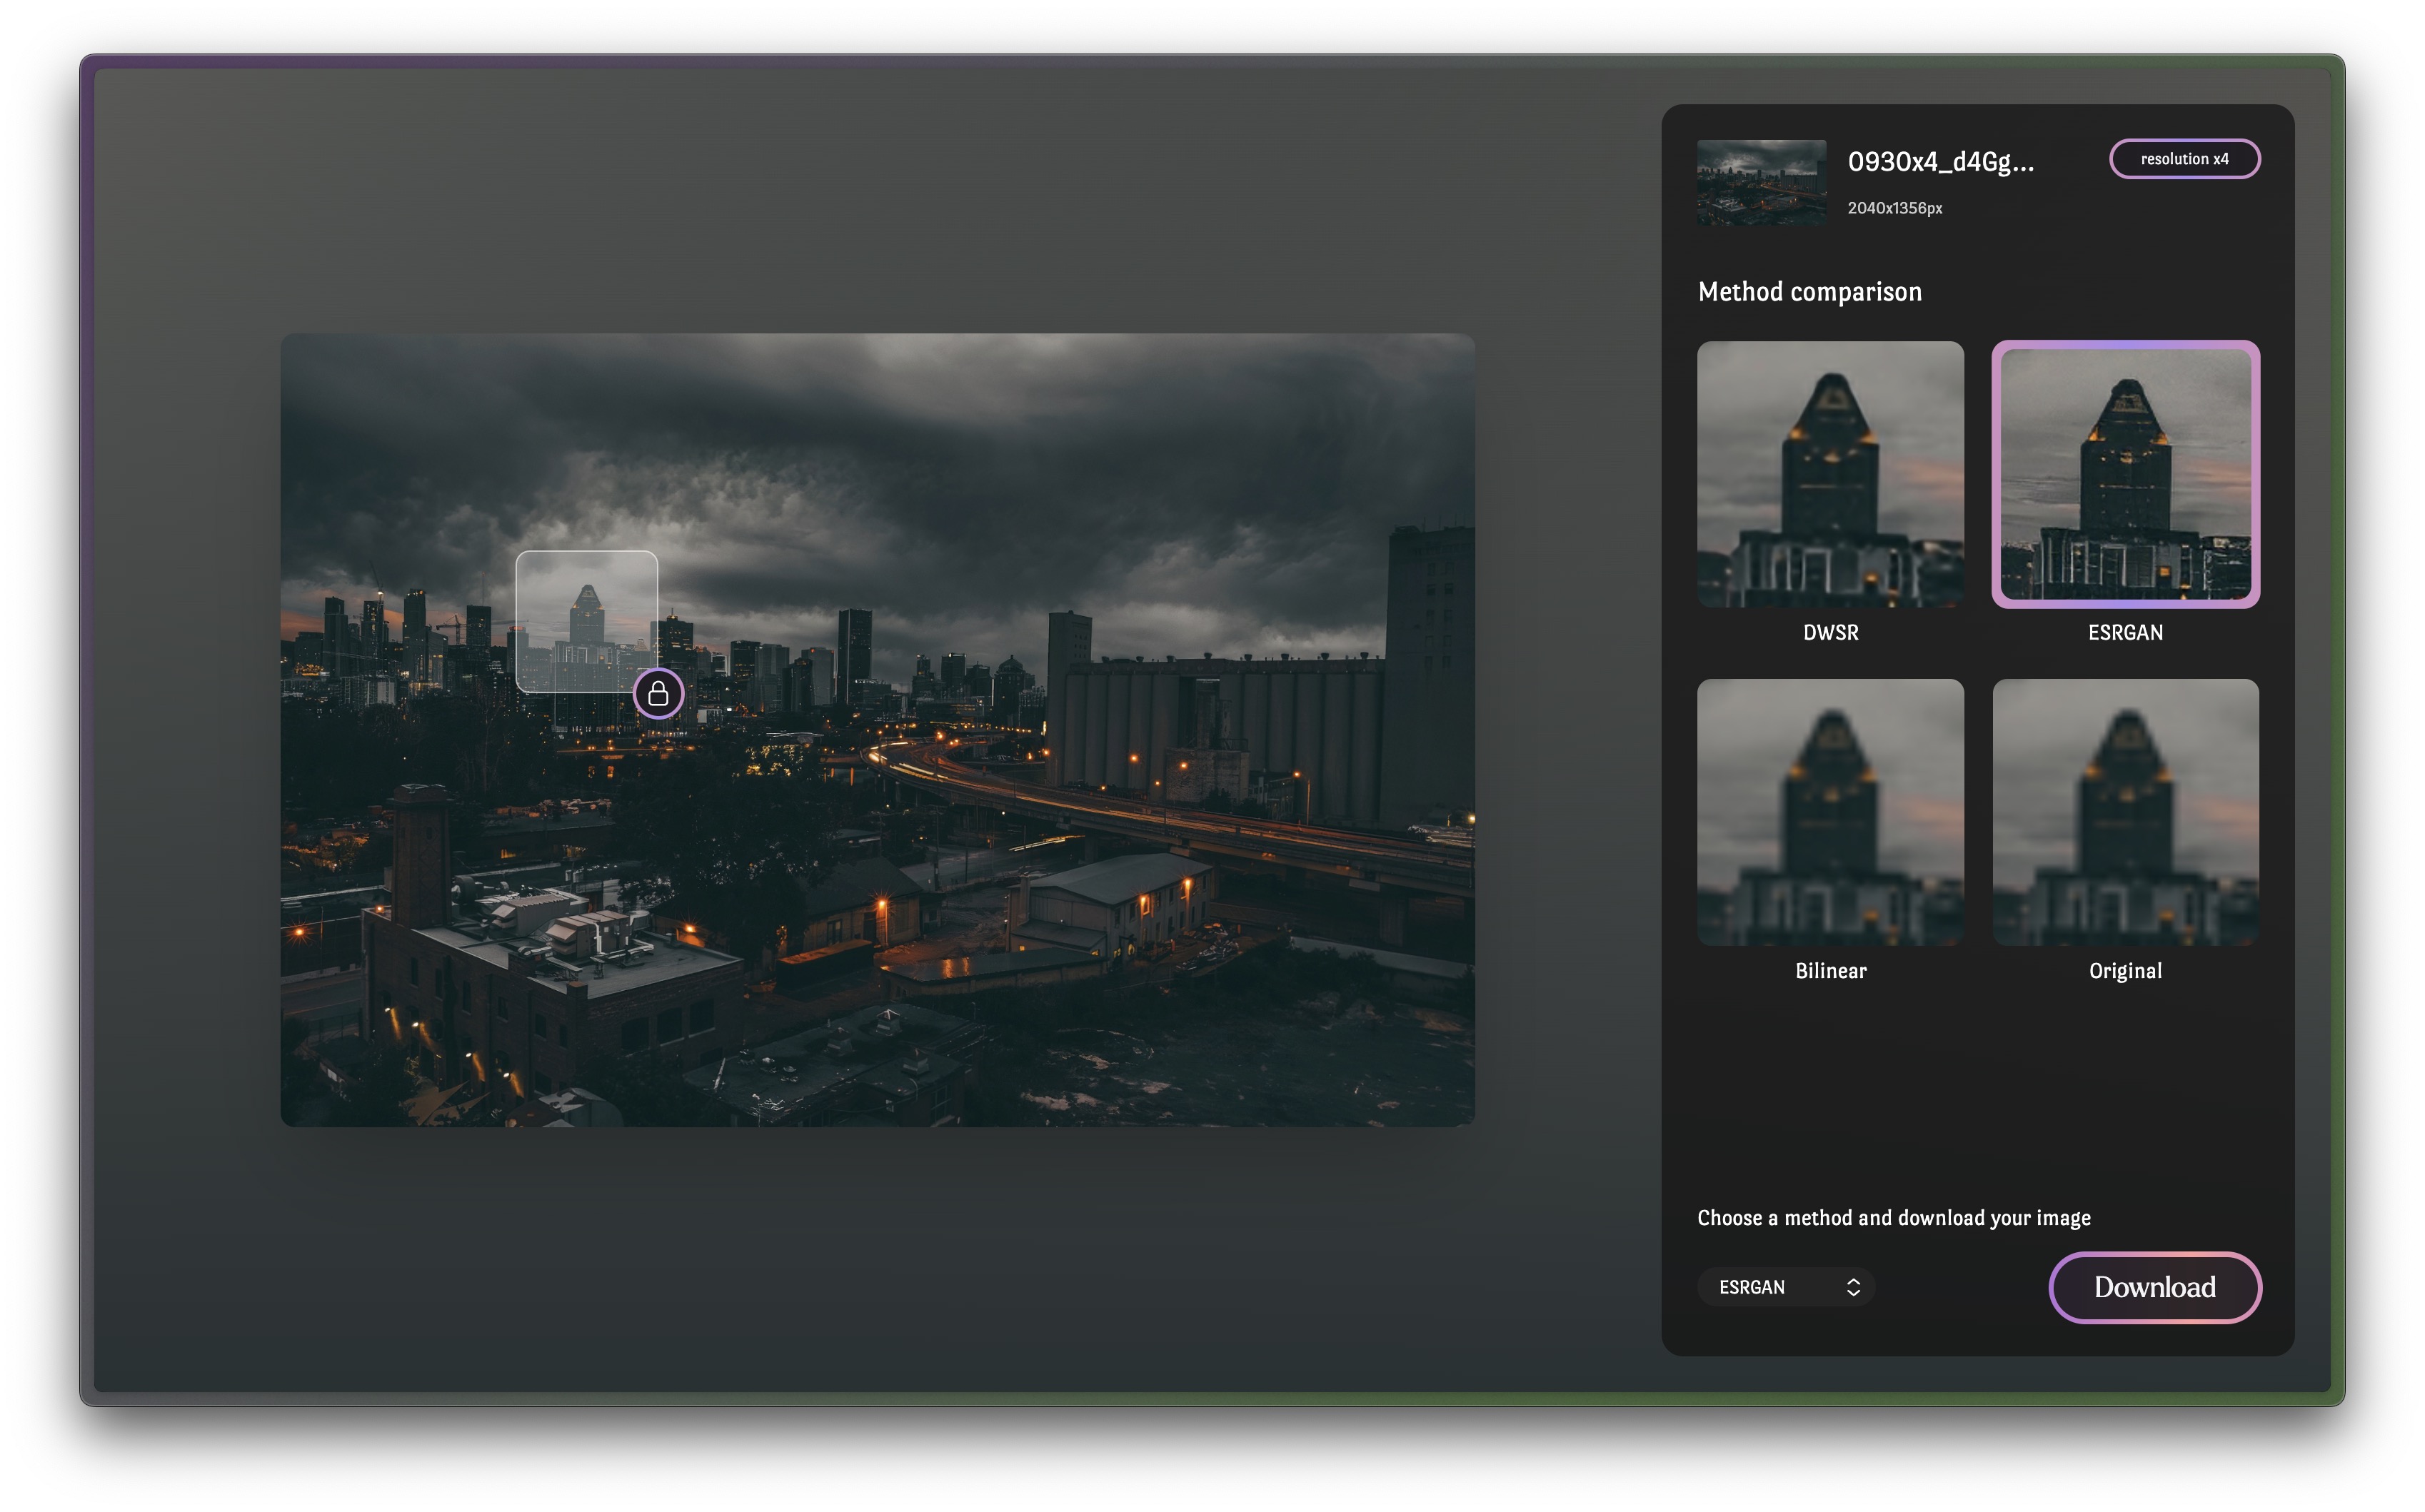 0930x4_d4Gg...
resolution x4
2040x1356px
Method comparison
DWSR
ESRGAN
Bilinear
Original
Choose a method and download your image
ESRGAN
Download